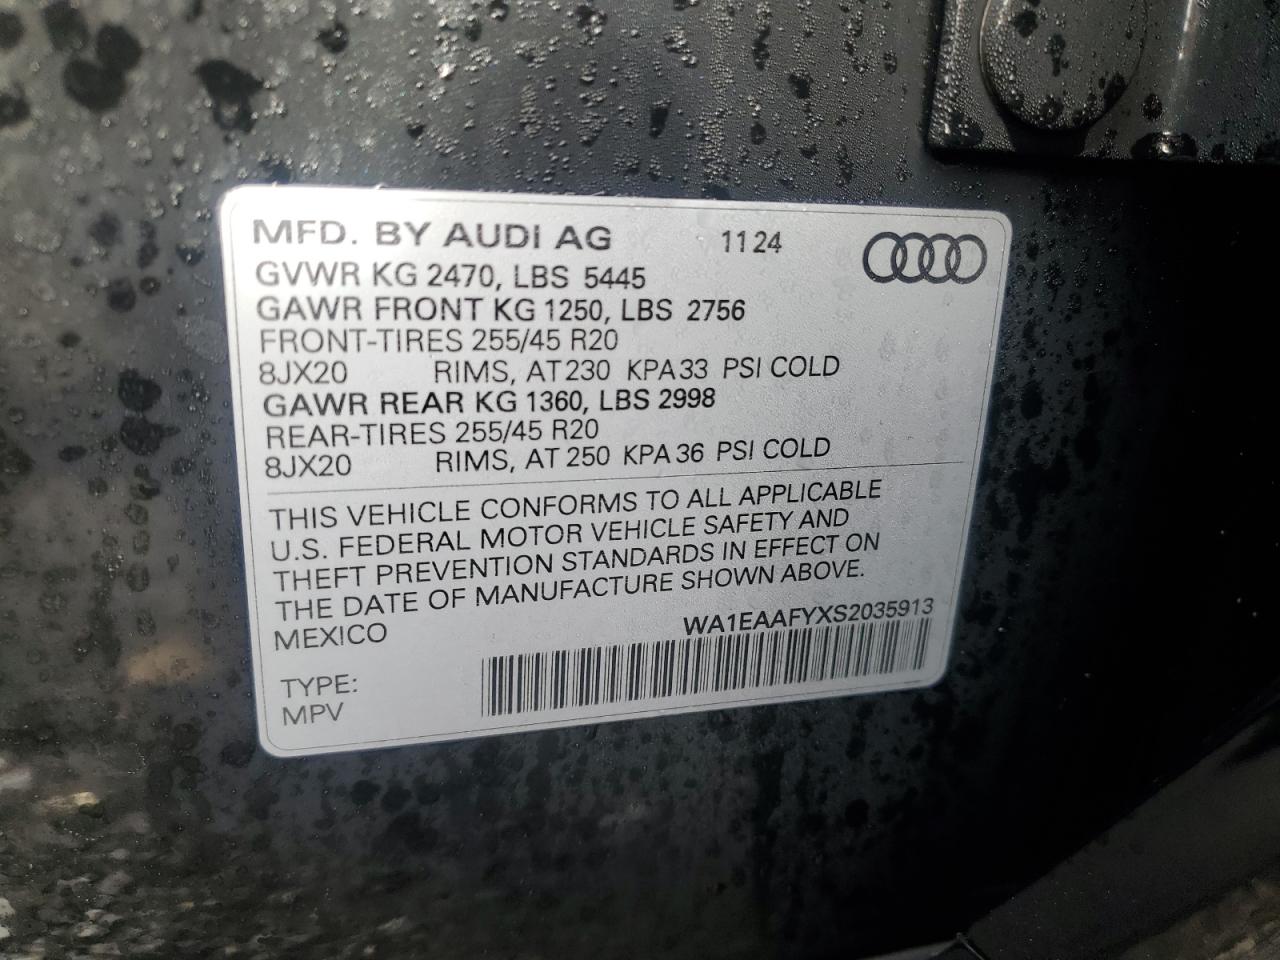 MFD. BY AUDI AG 1124
GVWR KG 2470, LBS 5445
GAWR FRONT KG 1250, LBS 2756
FRONT-TIRES 255/45 R20
8JX20 RIMS, AT 230 KPA 33 PSI COLD
GAWR REAR KG 1360, LBS 2998
REAR-TIRES 255/45 R20
8JX20 RIMS, AT 250 KPA 36 PSI COLD
THIS VEHICLE CONFORMS TO ALL APPLICABLE
U.S. FEDERAL MOTOR VEHICLE SAFETY AND
THEFT PREVENTION STANDARDS IN EFFECT ON
THE DATE OF MANUFACTURE SHOWN ABOVE.
MEXICO WA1EAAFYXS2035913
TYPE:
MPV